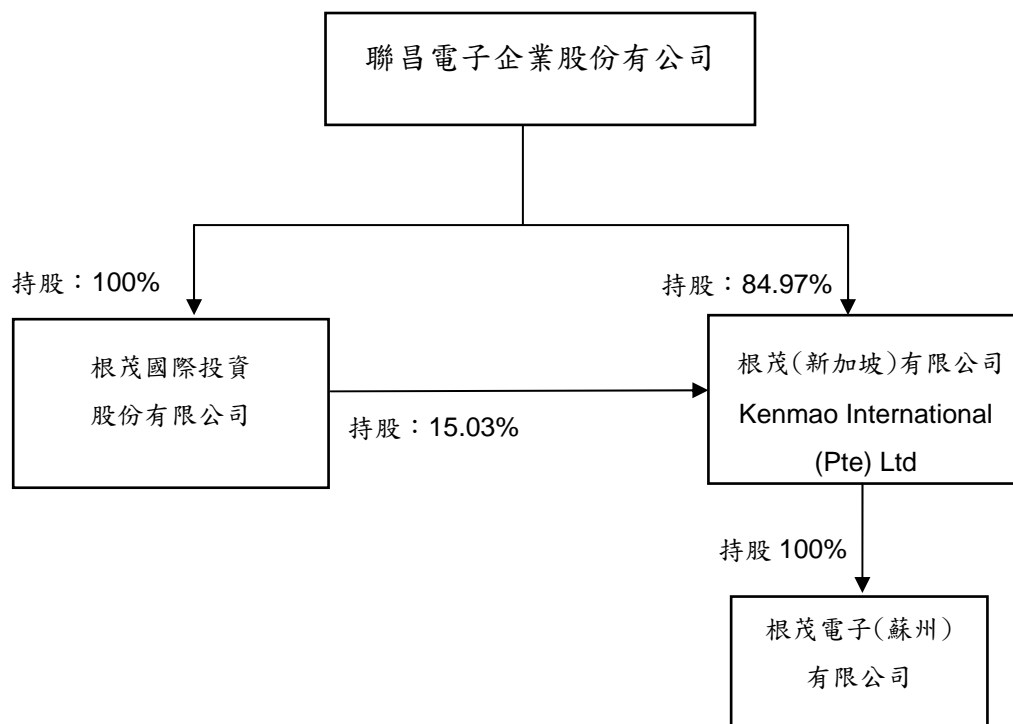 聯昌電子企業股份有公司
持股：100%
持股：84.97%
根茂國際投資
股份有限公司
持股：15.03%
根茂(新加坡)有限公司
Kenmao International
(Pte) Ltd
持股 100%
根茂電子(蘇州)
有限公司